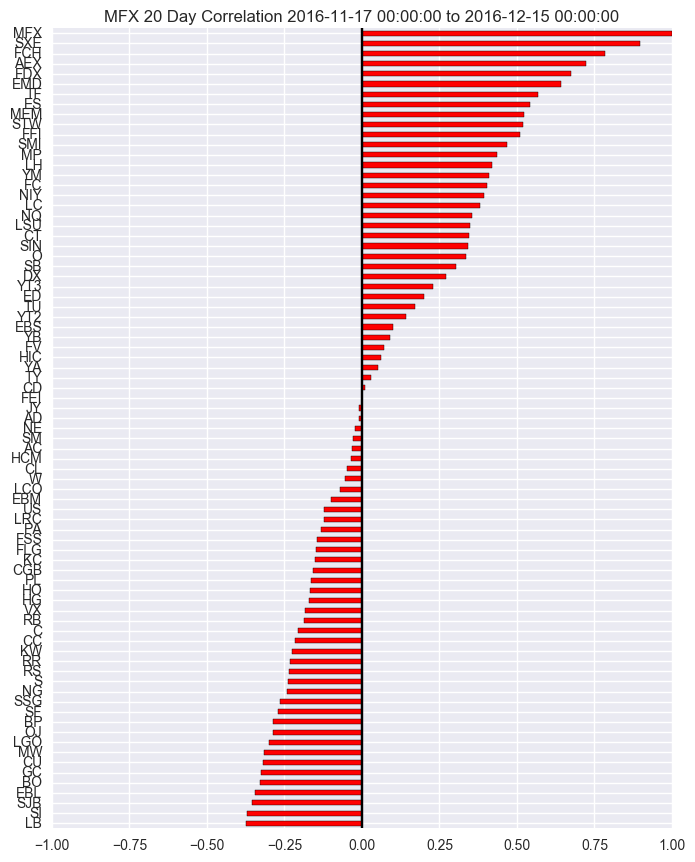 MFX 20 Day Correlation 2016-11-17 00:00:00 to 2016-12-15 00:00:00
MFX
SXE
FCH
AEX
FDX
EMD
TF
ES
MEM
STW
FFI
SMI
MP
LH
YM
FC
NIY
LC
NQ
LSU
CT
SIN
O
SB
DX
YT3
ED
TU
YT2
EBS
YB
FV
HIC
YA
TY
CD
FEI
JY
AD
NE
SM
AC
HCM
CL
W
LCO
EBM
US
LRC
PA
FSS
FLG
KC
CGB
PL
HO
HG
VX
RB
C
CC
KW
RR
RS
S
NG
SSG
SF
BP
OJ
LGO
MW
CU
GC
BO
EBL
SJB
SI
LB
−1.00 −0.75 −0.50 −0.25 0.00 0.25 0.50 0.75 1.00